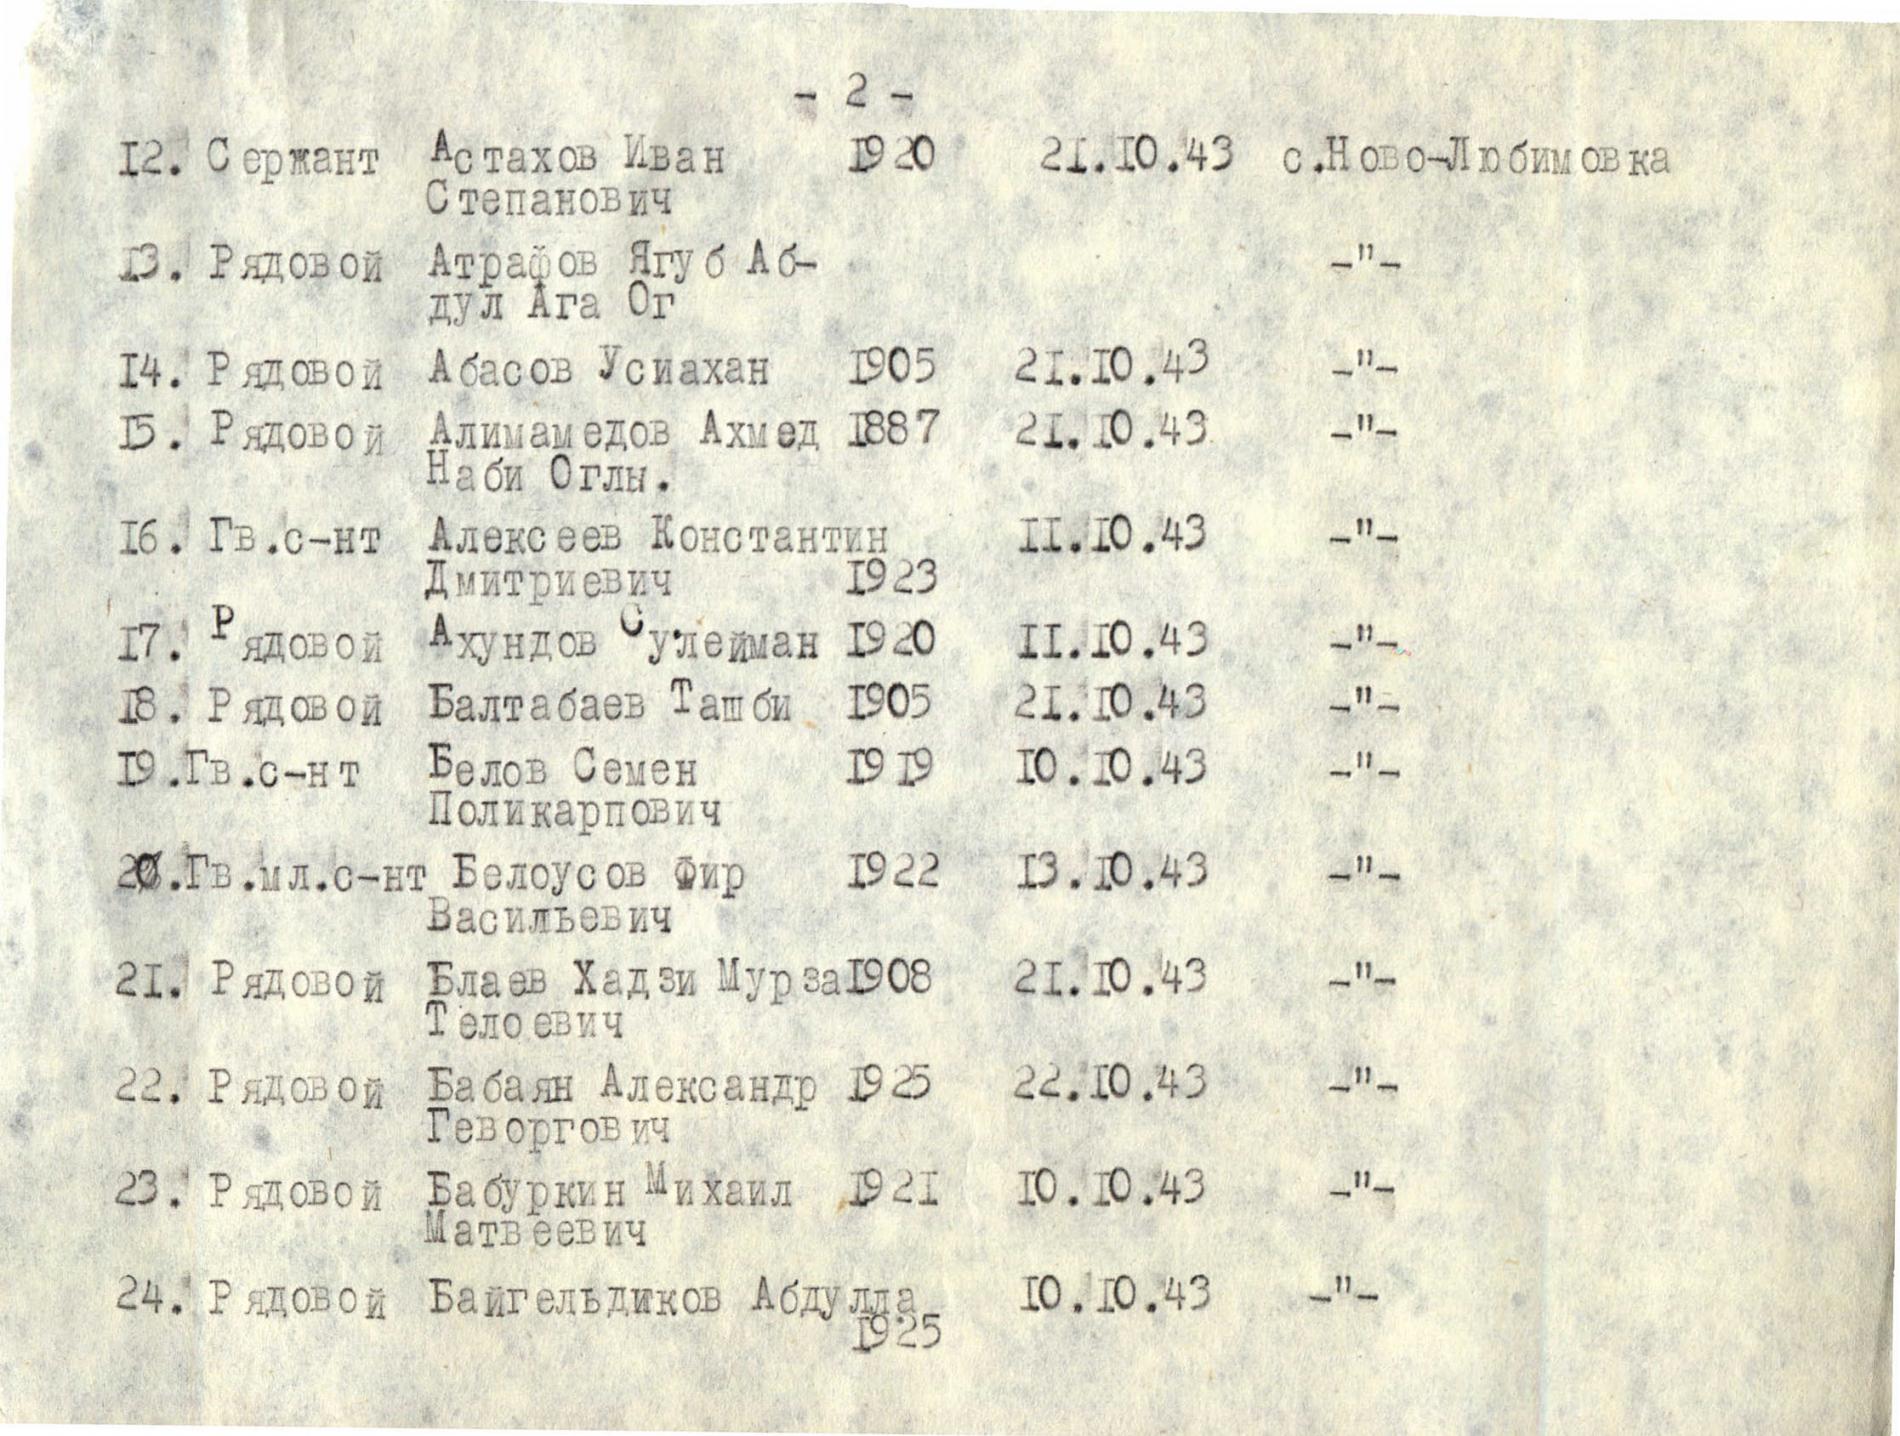 - 2 -
12. Сержант Астахов Иван 1920 21.10.43 с.Ново-Любимовка
Степанович
13. Рядовой Атрафов Ягуб Аб- -"-
дул Ага Ог
14. Рядовой Абасов Усиахан 1905 21.10.43 -"-
15. Рядовой Алимамедов Ахмед 1887 21.10.43 -"-
Наби Оглы.
16. Гв.с-нт Алексеев Константин 11.10.43 -"-
Дмитриевич 1923
17. Рядовой Ахундов Сулейман 1920 11.10.43 -"-
18. Рядовой Балтабаев Ташби 1905 21.10.43 -"-
19.Гв.с-нт Белов Семен 1919 10.10.43 -"-
Поликарпович
20.Гв.мл.с-нт Белоусов Фир 1922 13.10.43 -"-
Васильевич
21. Рядовой Блаев Хадзи Мурза1908 21.10.43 -"-
Телоевич
22. Рядовой Бабаян Александр 1925 22.10.43 -"-
Геворгович
23. Рядовой Бабуркин Михаил 1921 10.10.43 -"-
Матвеевич
24. Рядовой Байгельдиков Абдулла 10.10.43 -"-
1925